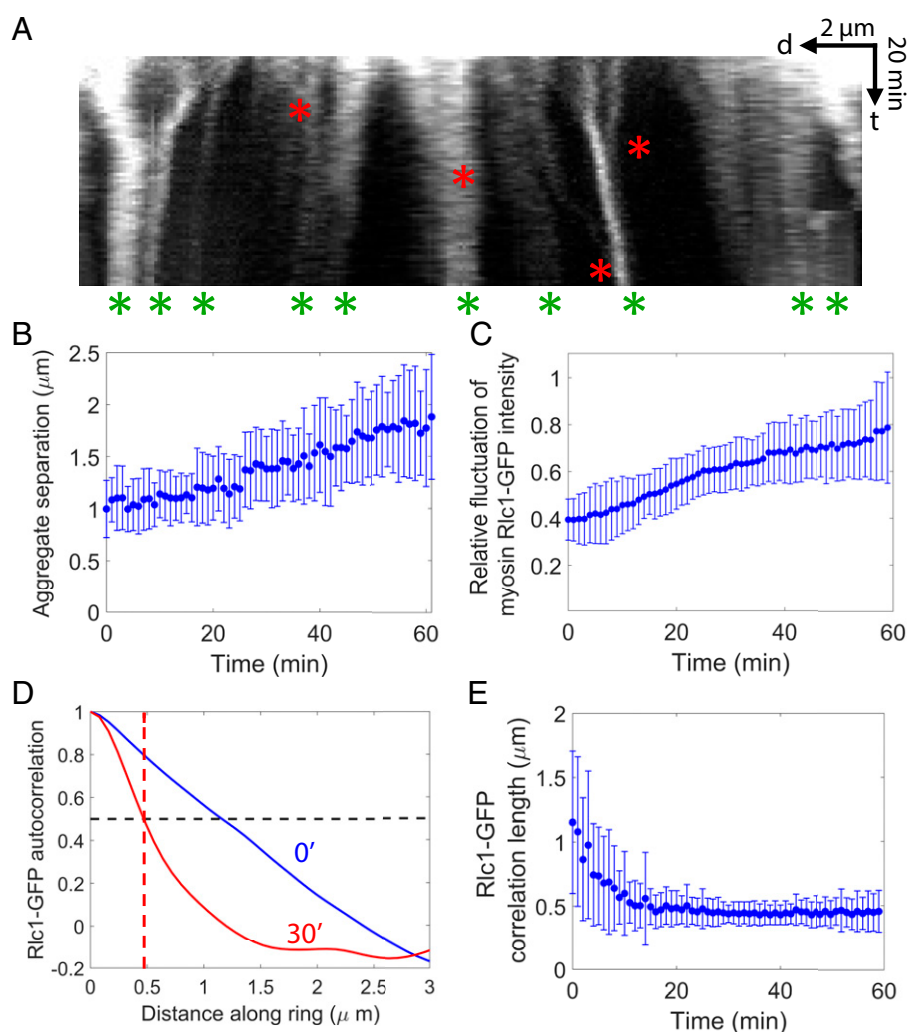 A
d
2 μm
20 min
t
* * * *
* * * * * * * * * *
B
Aggregate separation (μm)
2.5
2
1.5
1
0.5
0
0
20
40
60
Time (min)
C
Relative fluctuation of
myosin Rlc1-GFP intensity
1
0.8
0.6
0.4
0.2
0
20
40
60
Time (min)
D
Rlc1-GFP autocorrelation
1
0.8
0.6
0.4
0.2
0
-0.2
0'
30'
0
0.5
1
1.5
2
2.5
3
Distance along ring (μ m)
E
Rlc1-GFP
correlation length (μm)
2
1.5
1
0.5
0
0
20
40
60
Time (min)